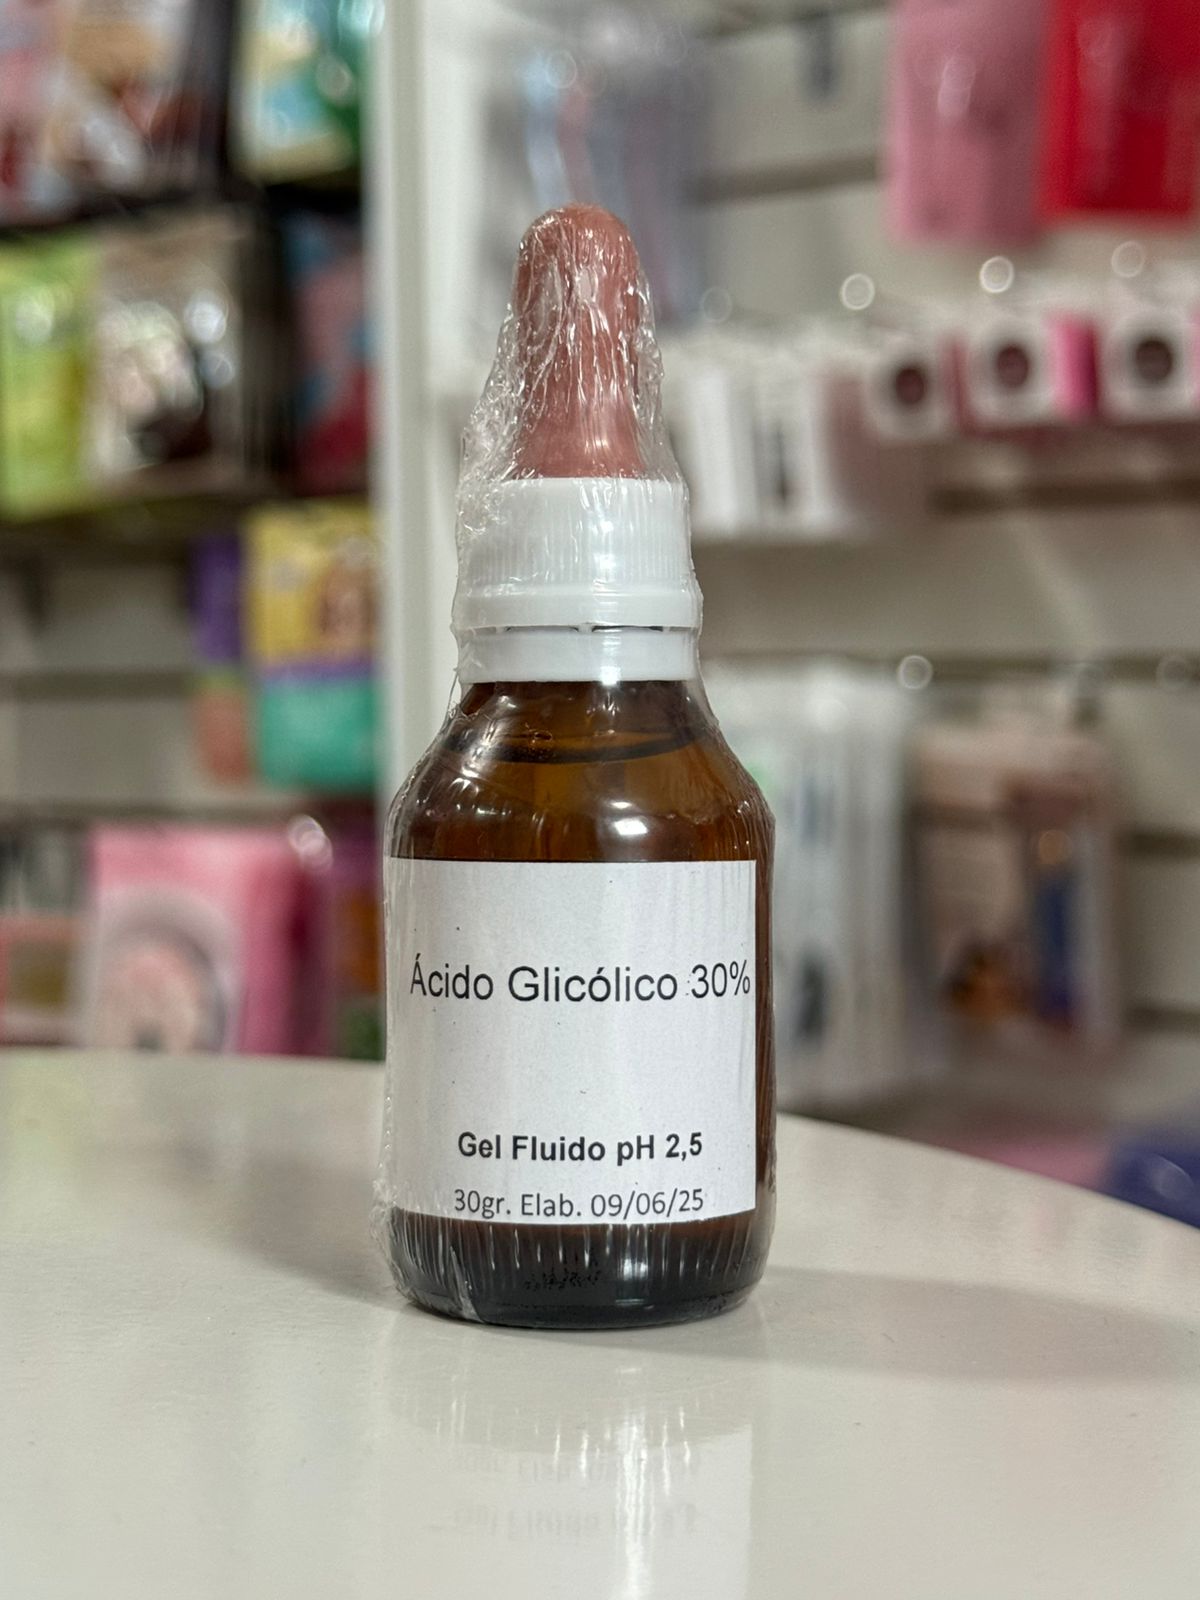 Ácido Glicólico 30%
Gel Fluido pH 2,5
30gr. Elab. 09/06/25